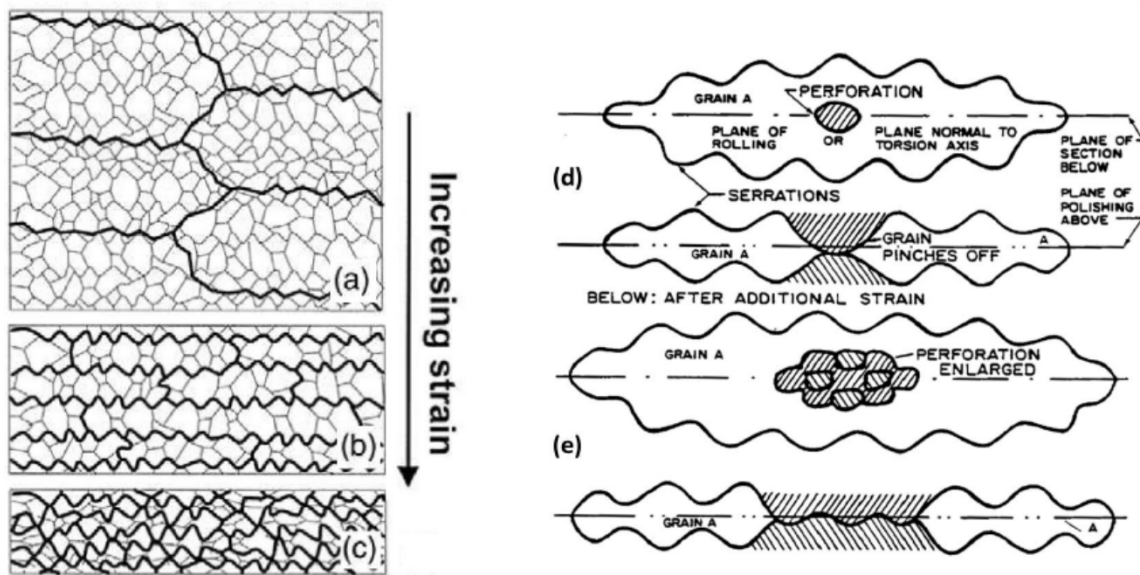 (a)
(b)
(c)
Increasing strain
(d)
GRAIN A
PERFORATION
PLANE OF
ROLLING
OR
PLANE NORMAL TO
TORSION AXIS
PLANE OF
SECTION
BELOW
SERRATIONS
PLANE OF
POLISHING
ABOVE
GRAIN A
GRAIN
PINCHES OFF
A
BELOW: AFTER ADDITIONAL STRAIN
(e)
GRAIN A
PERFORATION
ENLARGED
GRAIN A
A